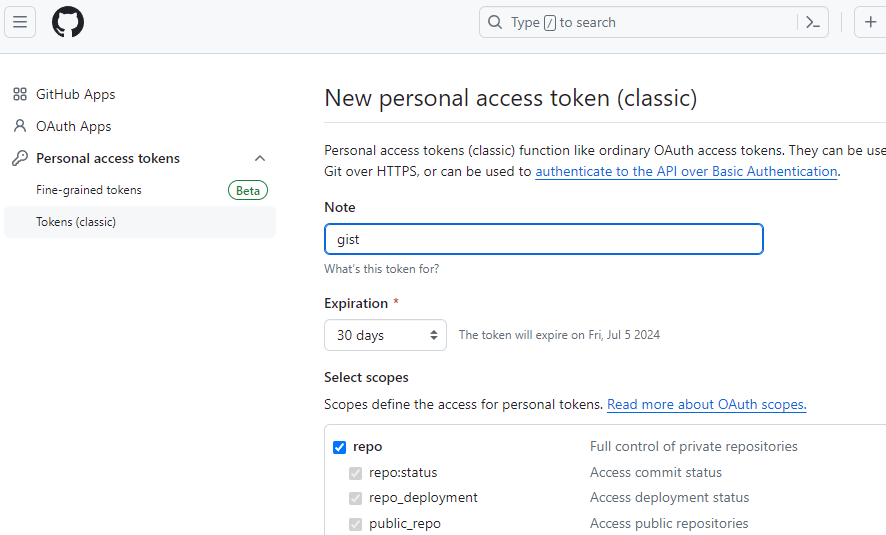 Type / to search
GitHub Apps
OAuth Apps
Personal access tokens
Fine-grained tokens Beta
Tokens (classic)
New personal access token (classic)
Personal access tokens (classic) function like ordinary OAuth access tokens. They can be use
Git over HTTPS, or can be used to authenticate to the API over Basic Authentication.
Note
gist
What's this token for?
Expiration *
30 days The token will expire on Fri, Jul 5 2024
Select scopes
Scopes define the access for personal tokens. Read more about OAuth scopes.
repo Full control of private repositories
repo:status Access commit status
repo_deployment Access deployment status
public_repo Access public repositories